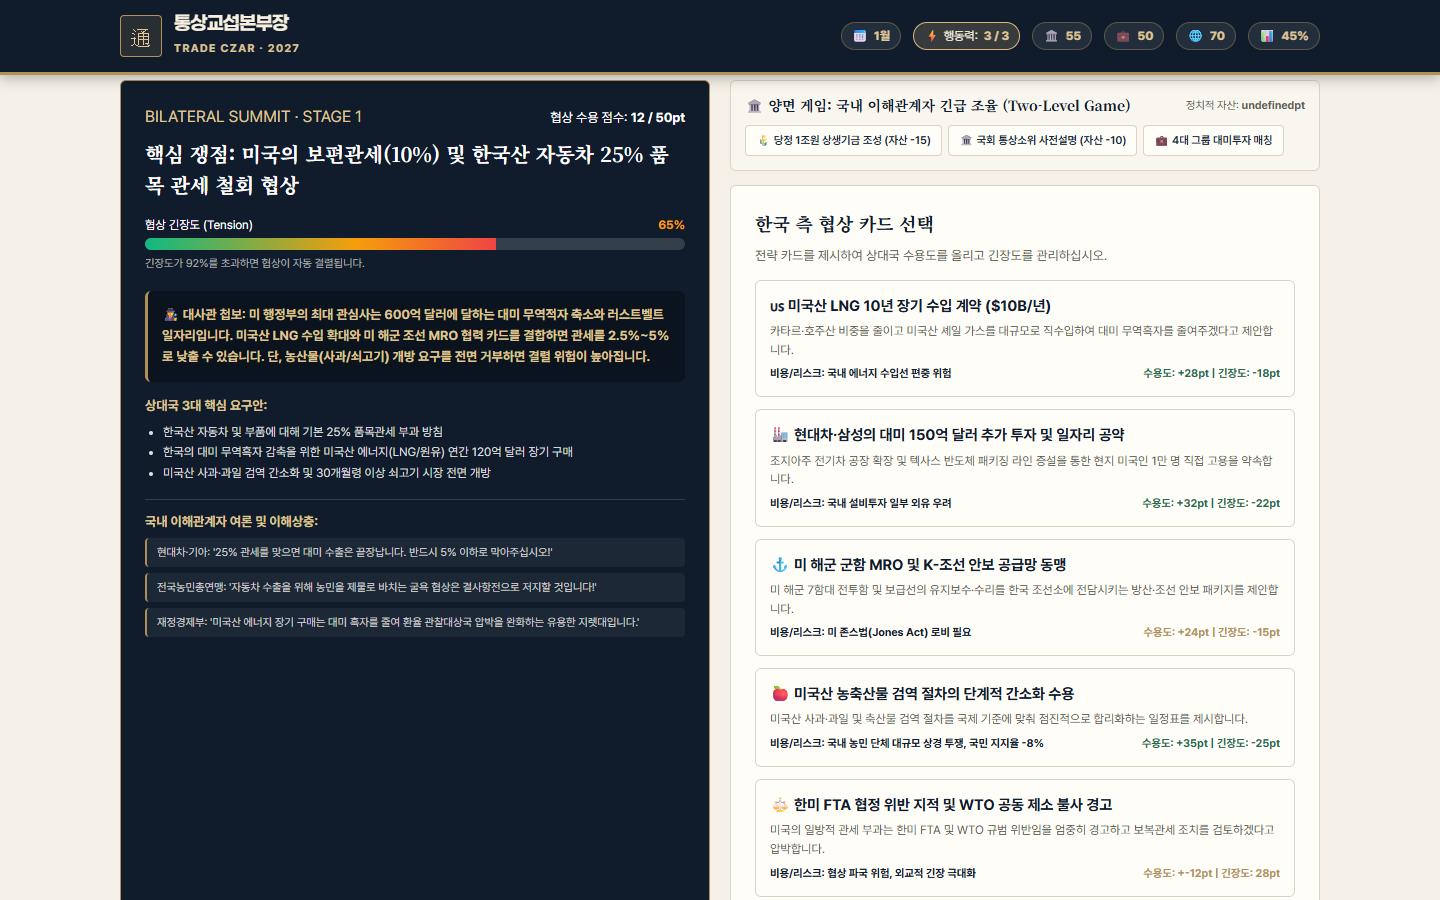 通
통상교섭본부장
TRADE CZAR · 2027
1월
행동력: 3 / 3
55
50
70
45%
BILATERAL SUMMIT · STAGE 1
협상 수용 점수: 12 / 50pt
핵심 쟁점: 미국의 보편관세(10%) 및 한국산 자동차 25% 품
목 관세 철회 협상
협상 긴장도 (Tension)
65%
긴장도가 92%를 초과하면 협상이 자동 결렬됩니다.
대사관 첩보: 미 행정부의 최대 관심사는 600억 달러에 달하는 대미 무역적자 축소와 러스트벨트
일자리입니다. 미국산 LNG 수입 확대와 미 해군 조선 MRO 협력 카드를 결합하면 관세를 2.5%~5%
로 낮출 수 있습니다. 단, 농산물(사과/쇠고기) 개방 요구를 전면 거부하면 결렬 위험이 높아집니다.
상대국 3대 핵심 요구안:
• 한국산 자동차 및 부품에 대해 기본 25% 품목관세 부과 방침
• 한국의 대미 무역흑자 감축을 위한 미국산 에너지(LNG/원유) 연간 120억 달러 장기 구매
• 미국산 사과·과일 검역 간소화 및 30개월령 이상 쇠고기 시장 전면 개방
국내 이해관계자 여론 및 이해상충:
현대차·기아: '25% 관세를 맞으면 대미 수출은 끝장납니다. 반드시 5% 이하로 막아주십시오!'
전국농민총연맹: '자동차 수출을 위해 농민을 제물로 바치는 굴욕 협상은 결사항전으로 저지할 것입니다!'
재정경제부: '미국산 에너지 장기 구매는 대미 흑자를 줄여 환율 관찰대상국 압박을 완화하는 유용한 지렛대입니다.'
양면 게임: 국내 이해관계자 긴급 조율 (Two-Level Game)
정치적 자산: undefinedpt
당정 1조원 상생기금 조성 (자산 -15)
국회 통상소위 사전설명 (자산 -10)
4대 그룹 대미투자 매칭
한국 측 협상 카드 선택
전략 카드를 제시하여 상대국 수용도를 올리고 긴장도를 관리하십시오.
US 미국산 LNG 10년 장기 수입 계약 ($10B/년)
카타르·호주산 비중을 줄이고 미국산 셰일 가스를 대규모로 직수입하여 대미 무역흑자를 줄여주겠다고 제안합
니다.
비용/리스크: 국내 에너지 수입선 편중 위험
수용도: +28pt | 긴장도: -18pt
현대차·삼성의 대미 150억 달러 추가 투자 및 일자리 공약
조지아주 전기차 공장 확장 및 텍사스 반도체 패키징 라인 증설을 통한 현지 미국인 1만 명 직접 고용을 약속합
니다.
비용/리스크: 국내 설비투자 일부 외유 우려
수용도: +32pt | 긴장도: -22pt
미 해군 군함 MRO 및 K-조선 안보 공급망 동맹
미 해군 7함대 전투함 및 보급선의 유지보수·수리를 한국 조선소에 전담시키는 방산·조선 안보 패키지를 제안합
니다.
비용/리스크: 미 존스법(Jones Act) 로비 필요
수용도: +24pt | 긴장도: -15pt
미국산 농축산물 검역 절차의 단계적 간소화 수용
미국산 사과·과일 및 축산물 검역 절차를 국제 기준에 맞춰 점진적으로 합리화하는 일정표를 제시합니다.
비용/리스크: 국내 농민 단체 대규모 상경 투쟁, 국민 지지율 -8%
수용도: +35pt | 긴장도: -25pt
한미 FTA 협정 위반 지적 및 WTO 공동 제소 불사 경고
미국의 일방적 관세 부과는 한미 FTA 및 WTO 규범 위반임을 엄중히 경고하고 보복관세 조치를 검토하겠다고
압박합니다.
비용/리스크: 협상 파국 위험, 외교적 긴장 극대화
수용도: +-12pt | 긴장도: 28pt